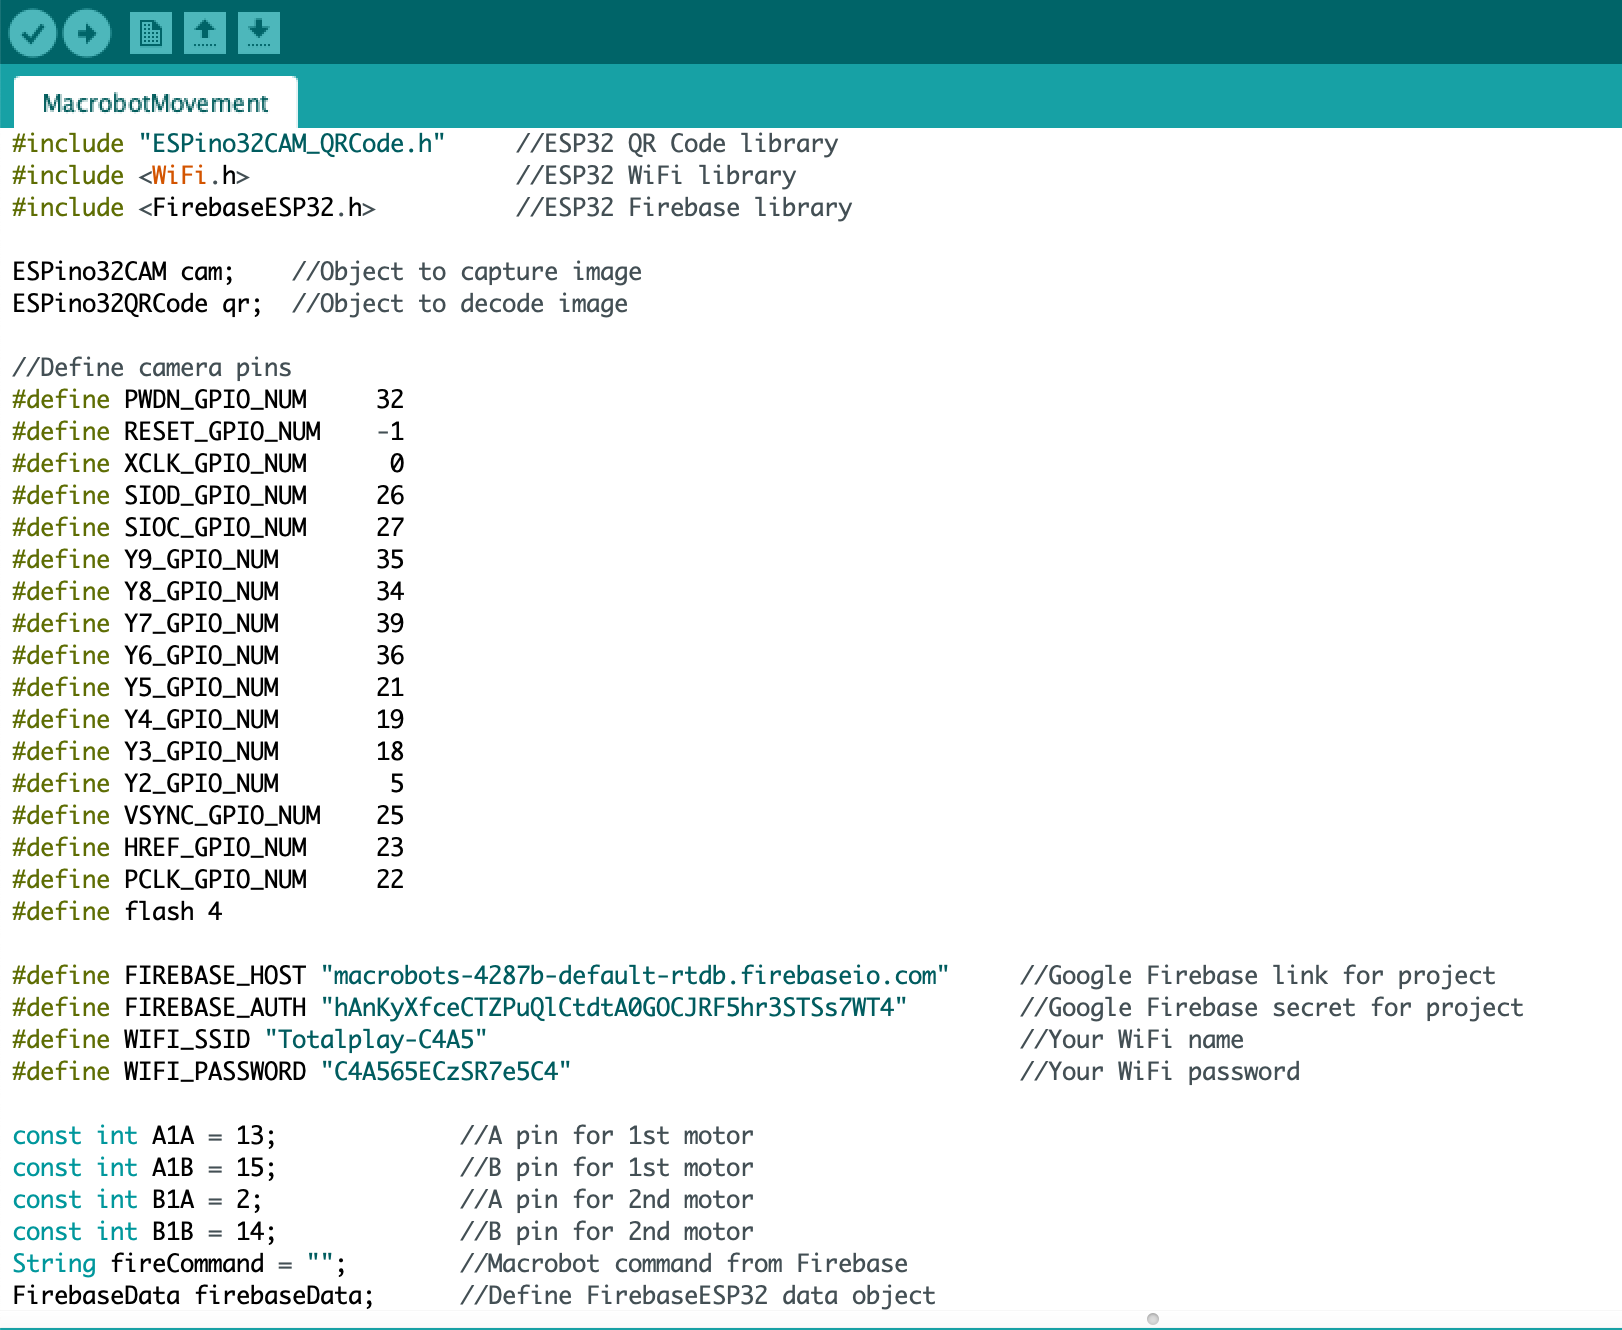 MacrobotMovement
#include "ESPino32CAM_QRCode.h"     //ESP32 QR Code library
#include <WiFi.h>                   //ESP32 WiFi library
#include <FirebaseESP32.h>          //ESP32 Firebase library
ESPino32CAM cam;    //Object to capture image
ESPino32QRCode qr;  //Object to decode image
//Define camera pins
#define PWDN_GPIO_NUM     32
#define RESET_GPIO_NUM    -1
#define XCLK_GPIO_NUM      0
#define SIOD_GPIO_NUM     26
#define SIOC_GPIO_NUM     27
#define Y9_GPIO_NUM       35
#define Y8_GPIO_NUM       34
#define Y7_GPIO_NUM       39
#define Y6_GPIO_NUM       36
#define Y5_GPIO_NUM       21
#define Y4_GPIO_NUM       19
#define Y3_GPIO_NUM       18
#define Y2_GPIO_NUM        5
#define VSYNC_GPIO_NUM    25
#define HREF_GPIO_NUM     23
#define PCLK_GPIO_NUM     22
#define flash 4
#define FIREBASE_HOST "macrobots-4287b-default-rtdb.firebaseio.com"     //Google Firebase link for project
#define FIREBASE_AUTH "hAnKyXfceCTZPuQlCtdtA0GOCJRF5hr3STSs7WT4"        //Google Firebase secret for project
#define WIFI_SSID "Totalplay-C4A5"                                      //Your WiFi name
#define WIFI_PASSWORD "C4A565ECzSR7e5C4"                                //Your WiFi password
const int A1A = 13;             //A pin for 1st motor
const int A1B = 15;             //B pin for 1st motor
const int B1A = 2;              //A pin for 2nd motor
const int B1B = 14;             //B pin for 2nd motor
String fireCommand = "";        //Macrobot command from Firebase
FirebaseData firebaseData;      //Define FirebaseESP32 data object